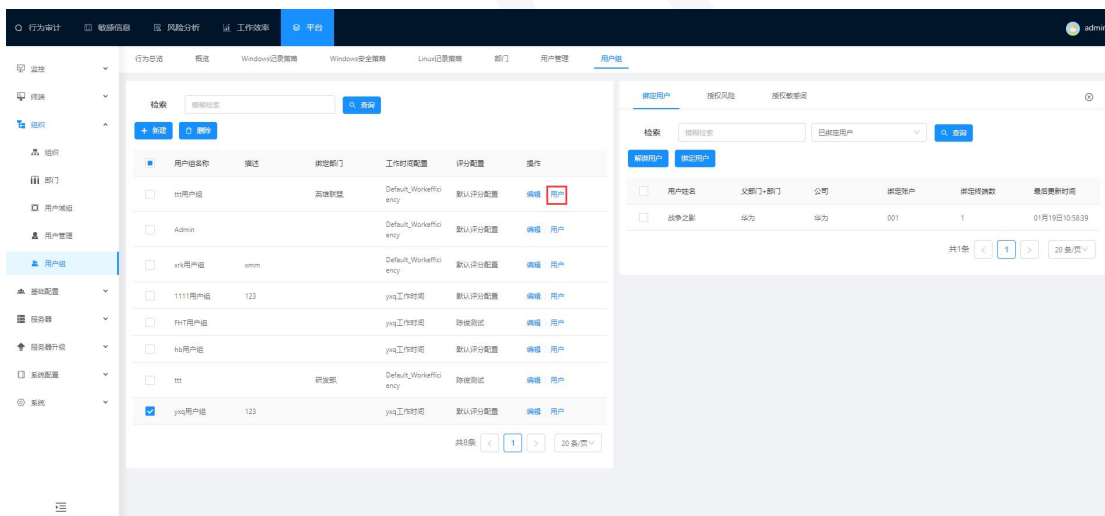 行为审计 敏感信息 风险分析 工作效率 平台 admin
行为总览 概览 Windows记录策略 Windows安全策略 Linux记录策略 部门 用户管理 用户组
监控
终端
组织
组织
部门
用户域组
用户管理
用户组
基础配置
服务器
服务器升级
系统配置
系统
检索 模糊检索 查询
+ 新建 删除
用户组名称 描述 绑定部门 工作时间配置 评分配置 操作
ttt用户组 英雄联盟 Default_Workeffici
ency 默认评分配置 编辑 用户
Admin Default_Workeffici
ency 默认评分配置 编辑 用户
xrk用户组 xmm Default_Workeffici
ency 默认评分配置 编辑 用户
1111用户组 123 yxq工作时间 默认评分配置 编辑 用户
FHT用户组 yxq工作时间 陈俊测试 编辑 用户
hb用户组 yxq工作时间 默认评分配置 编辑 用户
ttt 研发部 Default_Workeffici
ency 陈俊测试 编辑 用户
yxq用户组 123 yxq工作时间 默认评分配置 编辑 用户
共8条 < 1 > 20 条/页
绑定用户 授权风险 授权敏感词
检索 模糊检索 已绑定用户 查询
解绑用户 绑定用户
用户姓名 父部门+部门 公司 绑定账户 绑定终端数 最后更新时间
战争之影 华为 华为 001 1 01月19日10:58:39
共1条 < 1 > 20 条/页